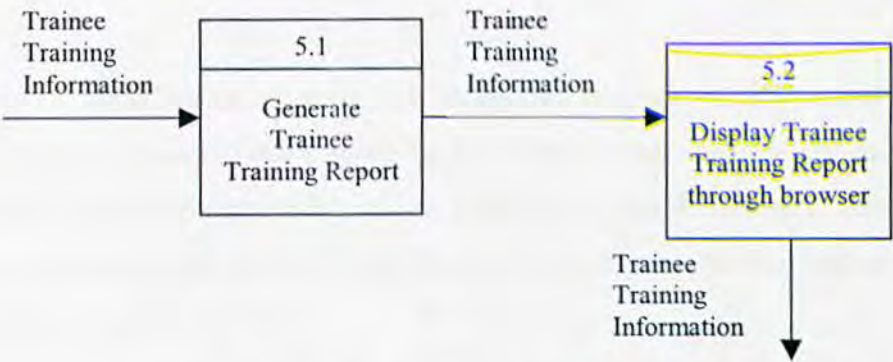 Trainee
Training
Information
5.1
Generate
Trainee
Training Report
Trainee
Training
Information
5.2
Display Trainee
Training Report
through browser
Trainee
Training
Information